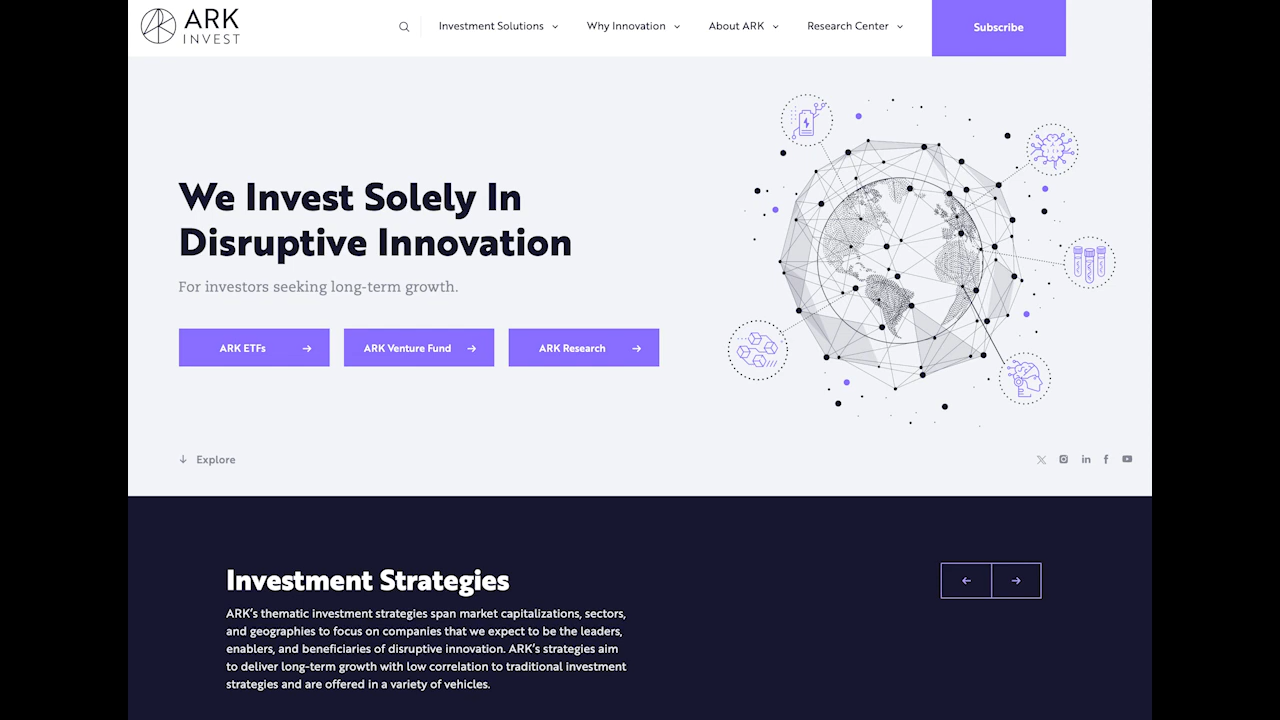 ARK
INVEST
Investment Solutions
Why Innovation
About ARK
Research Center
Subscribe
We Invest Solely In
Disruptive Innovation
For investors seeking long-term growth.
ARK ETFs
ARK Venture Fund
ARK Research
Explore
Investment Strategies
ARK's thematic investment strategies span market capitalizations, sectors,
and geographies to focus on companies that we expect to be the leaders,
enablers, and beneficiaries of disruptive innovation. ARK's strategies aim
to deliver long-term growth with low correlation to traditional investment
strategies and are offered in a variety of vehicles.